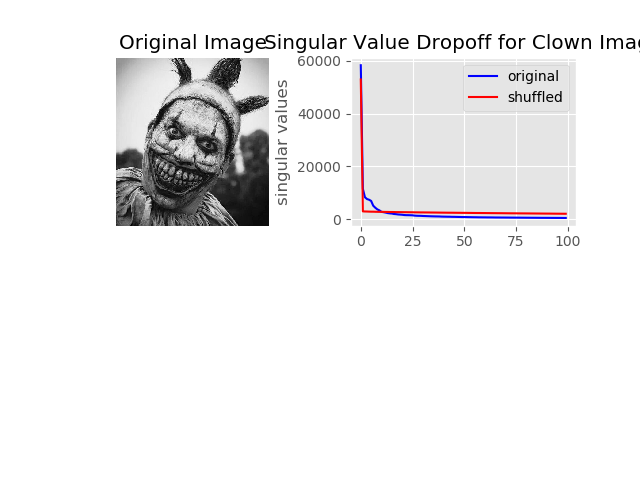 Original Image
Singular Value Dropoff for Clown Imag
singular values
60000
40000
20000
0
original
shuffled
0 25 50 75 100